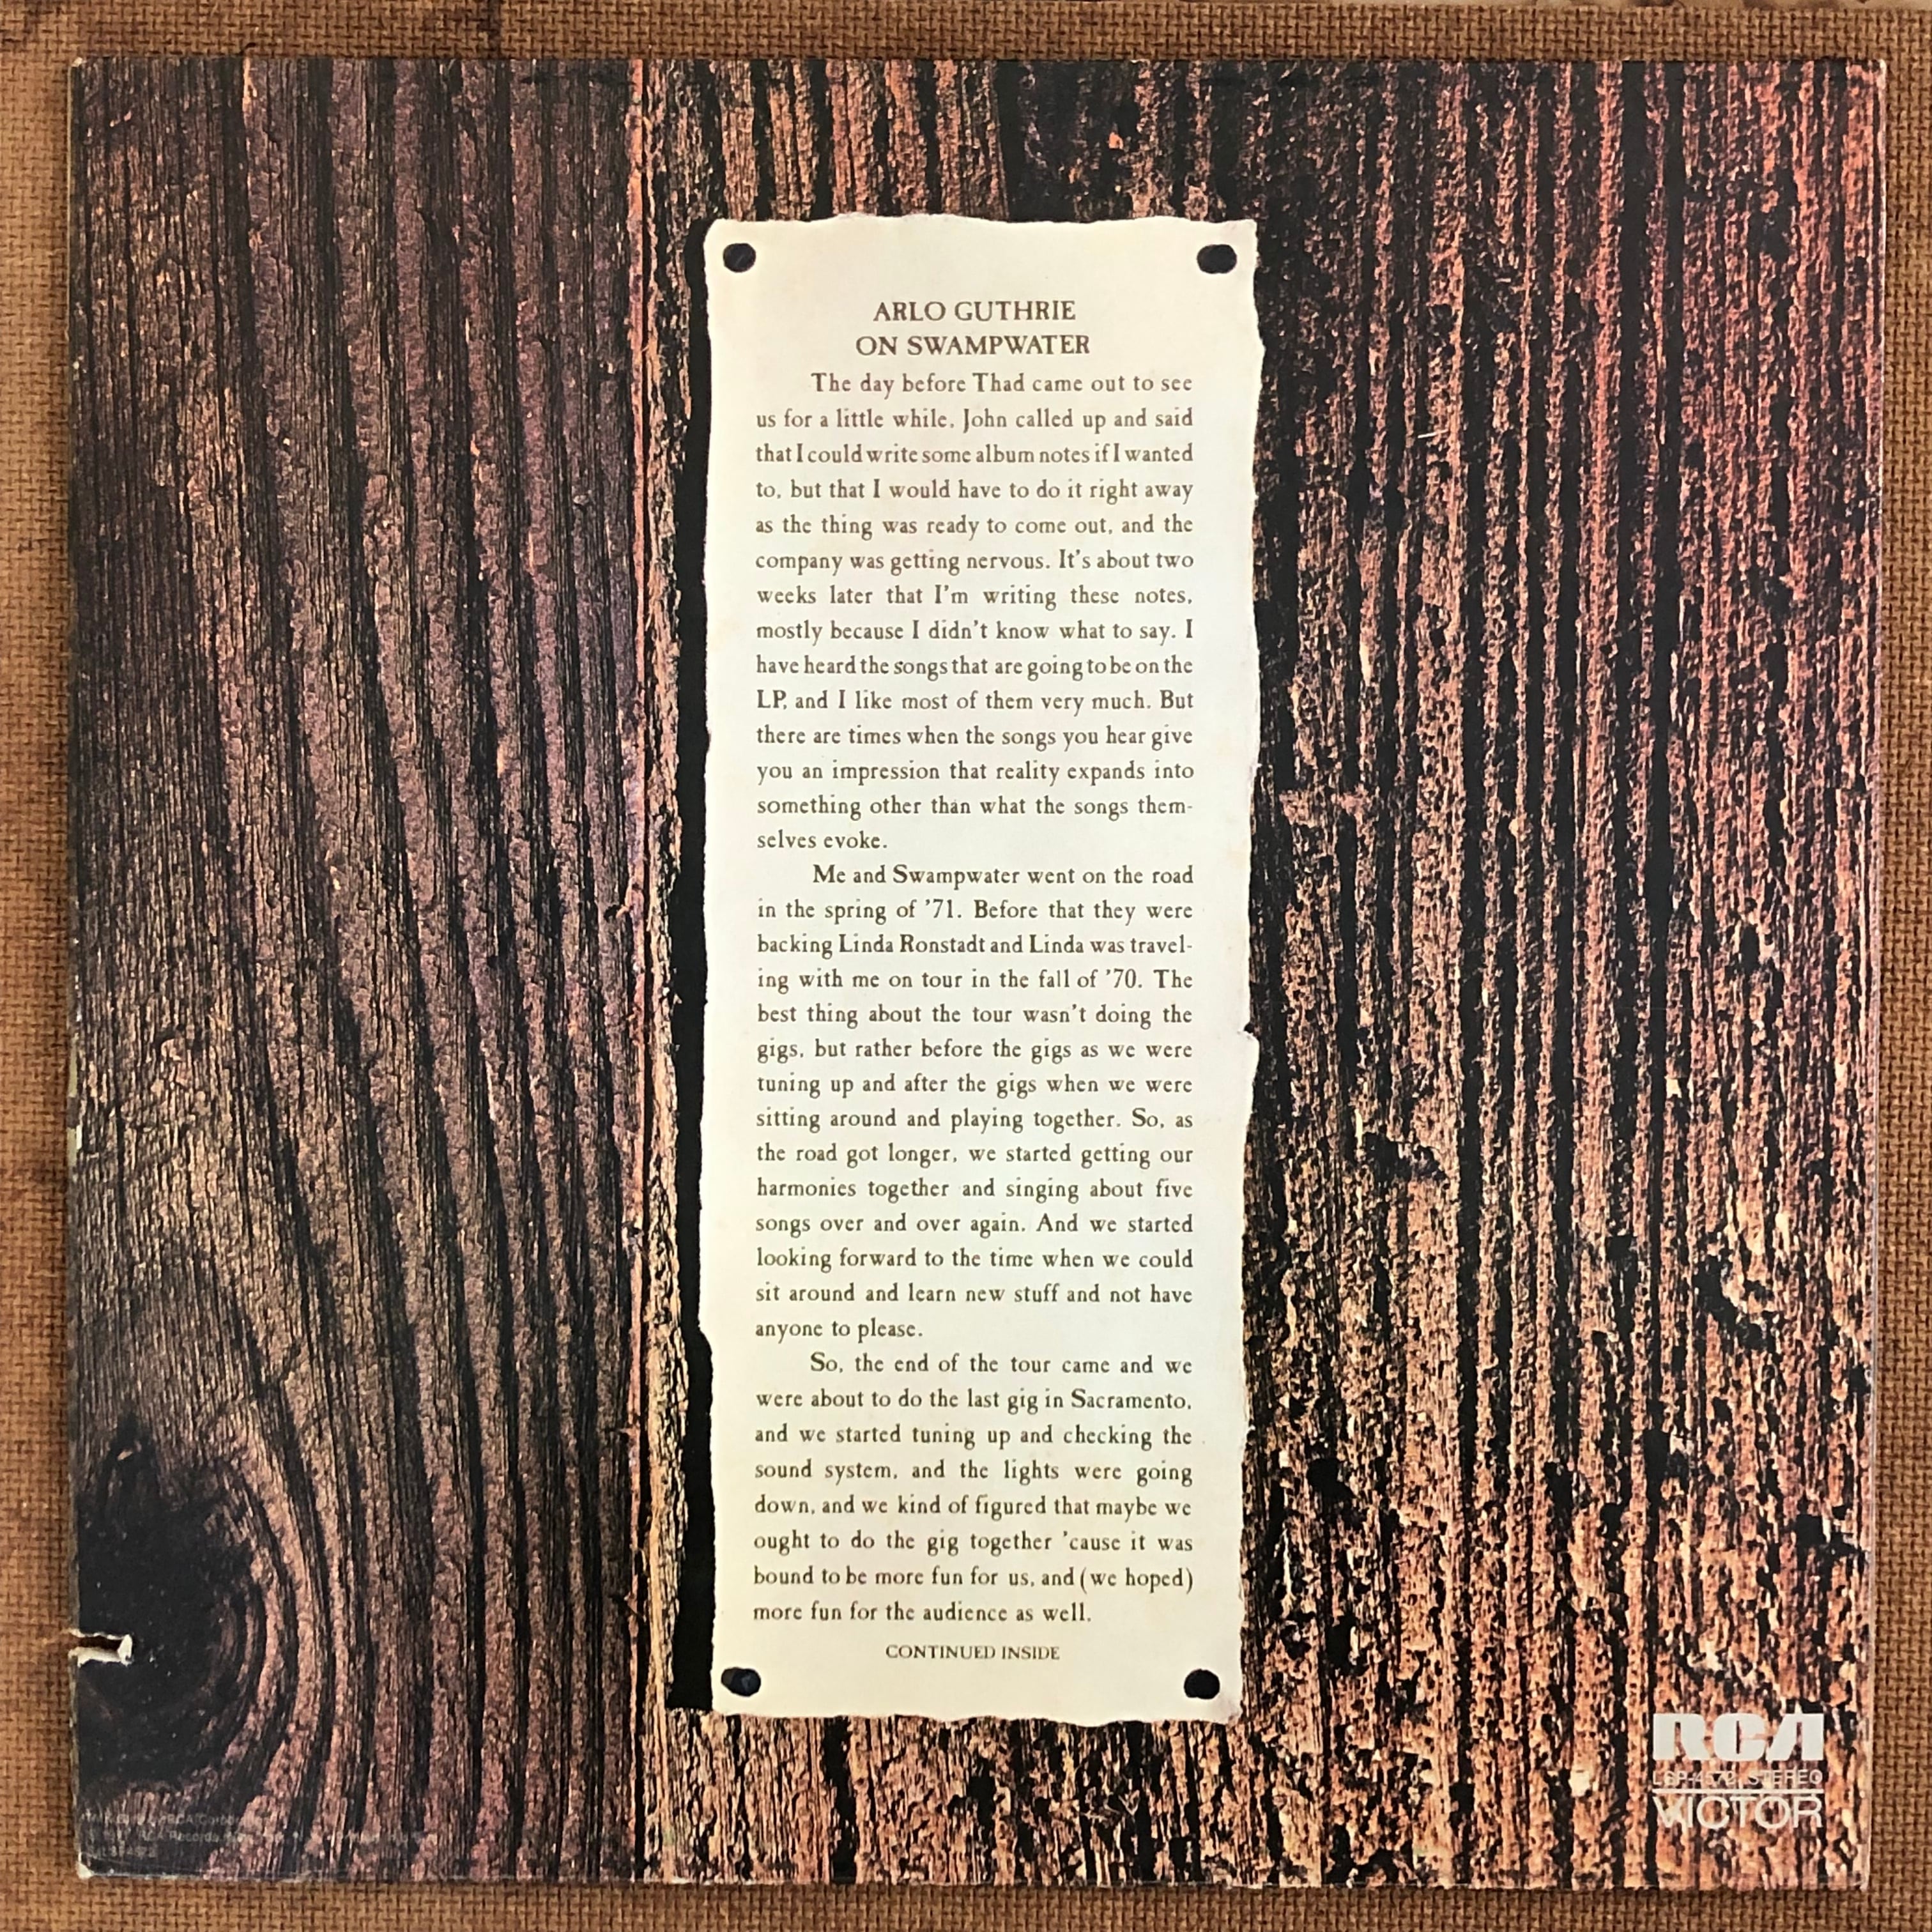 ARLO GUTHRIE
ON SWAMPWATER
The day before Thad came out to see
us for a little while, John called up and said
that I could write some album notes if I wanted
to, but that I would have to do it right away
as the thing was ready to come out, and the
company was getting nervous. It's about two
weeks later that I'm writing these notes,
mostly because I didn't know what to say. I
have heard the songs that are going to be on the
LP, and I like most of them very much. But
there are times when the songs you hear give
you an impression that reality expands into
something other than what the songs them-
selves evoke.
Me and Swampwater went on the road
in the spring of '71. Before that they were
backing Linda Ronstadt and Linda was travel-
ing with me on tour in the fall of '70. The
best thing about the tour wasn't doing the
gigs, but rather before the gigs as we were
tuning up and after the gigs when we were
sitting around and playing together. So, as
the road got longer, we started getting our
harmonies together and singing about five
songs over and over again. And we started
looking forward to the time when we could
sit around and learn new stuff and not have
anyone to please.
So, the end of the tour came and we
were about to do the last gig in Sacramento,
and we started tuning up and checking the
sound system, and the lights were going
down, and we kind of figured that maybe we
ought to do the gig together 'cause it was
bound to be more fun for us, and (we hoped)
more fun for the audience as well.
CONTINUED INSIDE
RCA
LSP-4572 STEREO
VICTOR
RCA
RCA Records